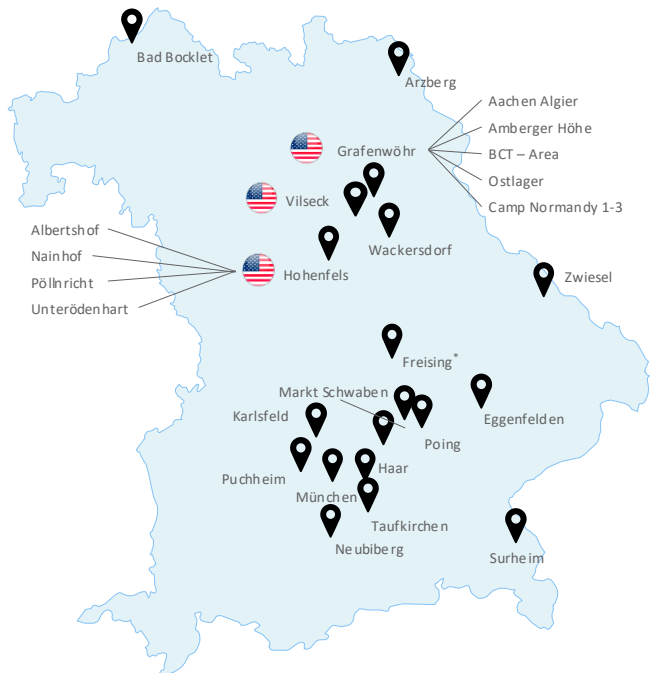 Bad Bocklet
Arzberg
Aachen Algier
Amberger Höhe
Grafenwöhr
BCT – Area
Ostlager
Vilseck
Camp Normandy 1-3
Albertshof
Wackersdorf
Nainhof
Hohenfels
Zwiesel
Pöllnricht
Unterödenhart
Freising*
Markt Schwaben
Karlsfeld
Eggenfelden
Poing
Haar
Puchheim
München
Taufkirchen
Neubiberg
Surheim